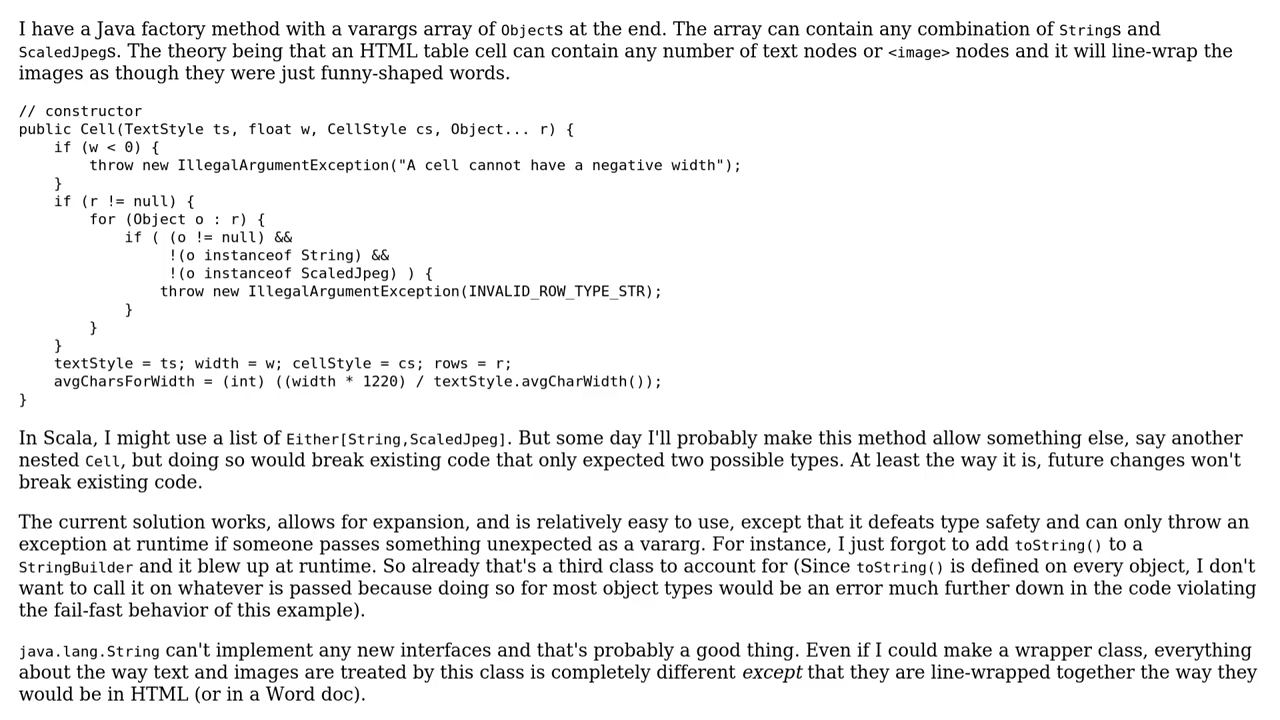 I have a Java factory method with a varargs array of Objects at the end. The array can contain any combination of Strings and
ScaledJpegs. The theory being that an HTML table cell can contain any number of text nodes or <image> nodes and it will line-wrap the
images as though they were just funny-shaped words.
// constructor
public Cell(TextStyle ts, float w, CellStyle cs, Object... r) {
    if (w < 0) {
        throw new IllegalArgumentException("A cell cannot have a negative width");
    }
    if (r != null) {
        for (Object o : r) {
            if ( (o != null) &&
                 !(o instanceof String) &&
                 !(o instanceof ScaledJpeg) ) {
                throw new IllegalArgumentException(INVALID_ROW_TYPE_STR);
            }
        }
    }
    textStyle = ts; width = w; cellStyle = cs; rows = r;
    avgCharsForWidth = (int) ((width * 1220) / textStyle.avgCharWidth());
}
In Scala, I might use a list of Either[String,ScaledJpeg]. But some day I'll probably make this method allow something else, say another
nested Cell, but doing so would break existing code that only expected two possible types. At least the way it is, future changes won't
break existing code.
The current solution works, allows for expansion, and is relatively easy to use, except that it defeats type safety and can only throw an
exception at runtime if someone passes something unexpected as a vararg. For instance, I just forgot to add toString() to a
StringBuilder and it blew up at runtime. So already that's a third class to account for (Since toString() is defined on every object, I don't
want to call it on whatever is passed because doing so for most object types would be an error much further down in the code violating
the fail-fast behavior of this example).
java.lang.String can't implement any new interfaces and that's probably a good thing. Even if I could make a wrapper class, everything
about the way text and images are treated by this class is completely different except that they are line-wrapped together the way they
would be in HTML (or in a Word doc).